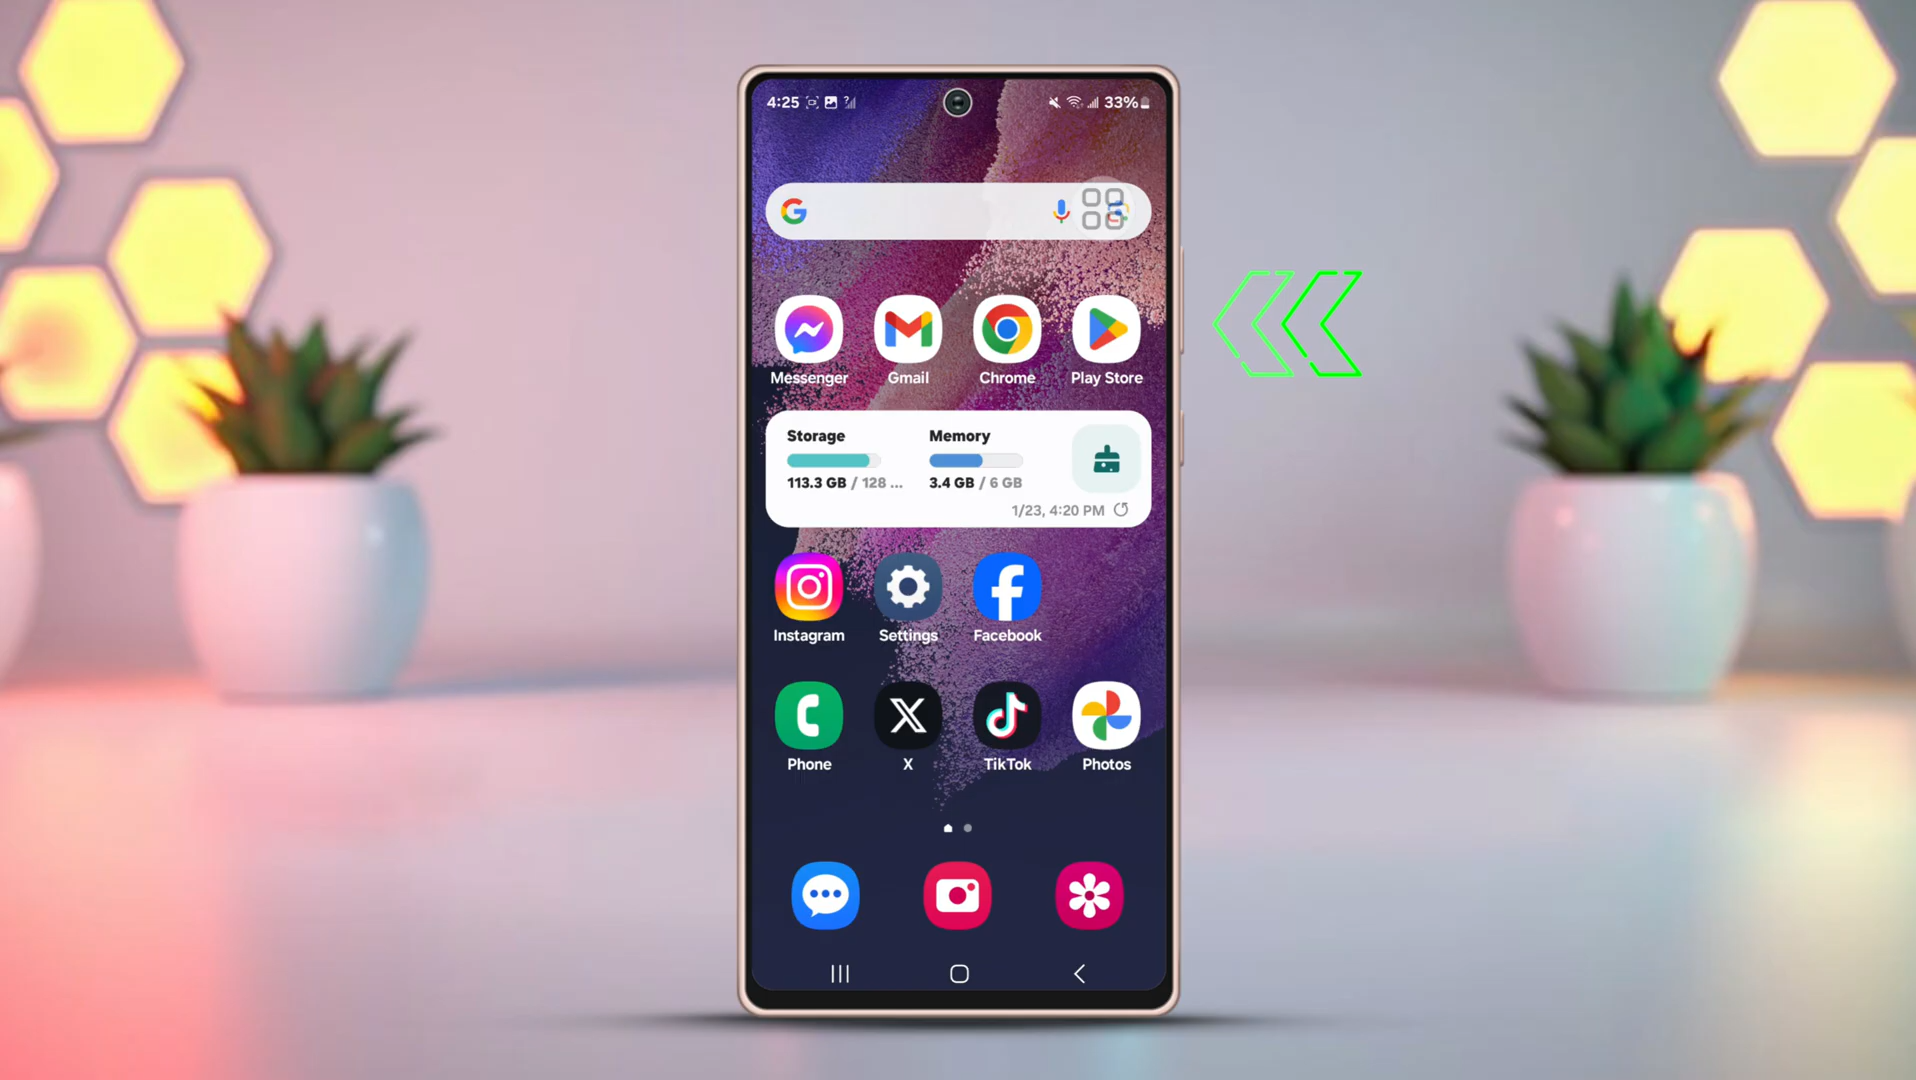 4:25 33%
Messenger Gmail Chrome Play Store
Storage Memory
113.3 GB / 128 ... 3.4 GB / 6 GB
1/23, 4:20 PM
Instagram Settings Facebook
Phone X TikTok Photos